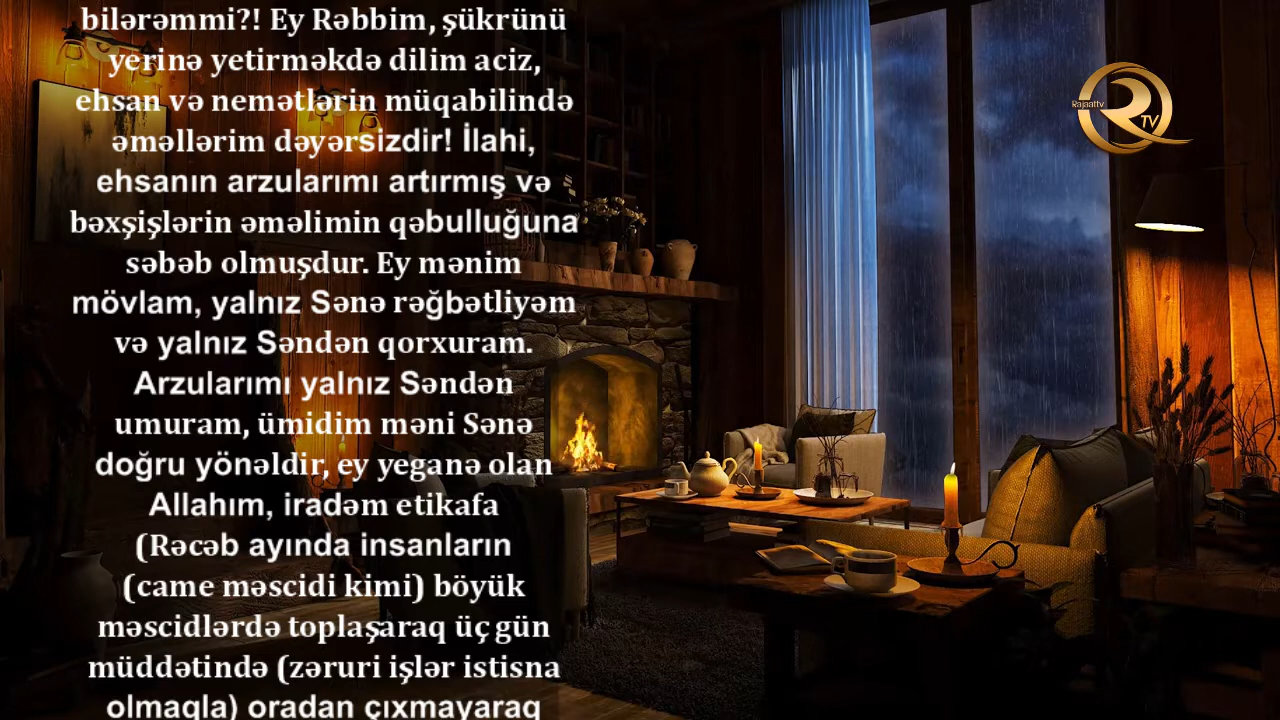 bilərəmmi?! Ey Rəbbim, şükrünü
yerinə yetirməkdə dilim aciz,
ehsan və nemətlərin müqabilində
əməllərim dəyərsizdir! İlahi,
ehsanın arzularımı artırmış və
bəxşişlərin əməlimin qəbulluğuna
səbəb olmuşdur. Ey mənim
mövlam, yalnız Sənə rəğbətliyəm
və yalnız Səndən qorxuram.
Arzularımı yalnız Səndən
umuram, ümidim məni Sənə
doğru yönəldir, ey yeganə olan
Allahım, iradəm etikafa
(Rəcəb ayında insanların
(came məscidi kimi) böyük
məscidlərdə toplaşaraq üç gün
müddətində (zəruri işlər istisna
olmaqla) oradan çıxmayaraq
Rajaattv
R
TV